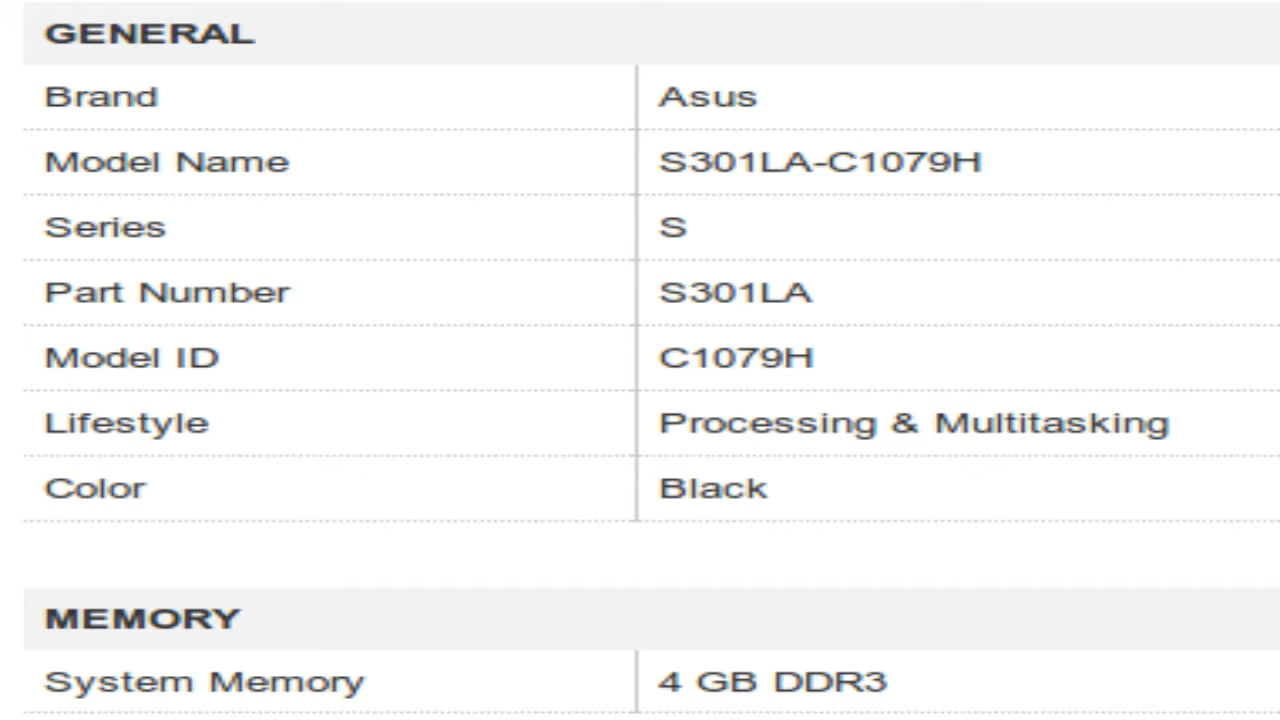 GENERAL
Brand Asus
Model Name S301LA-C1079H
Series S
Part Number S301LA
Model ID C1079H
Lifestyle Processing & Multitasking
Color Black
MEMORY
System Memory 4 GB DDR3